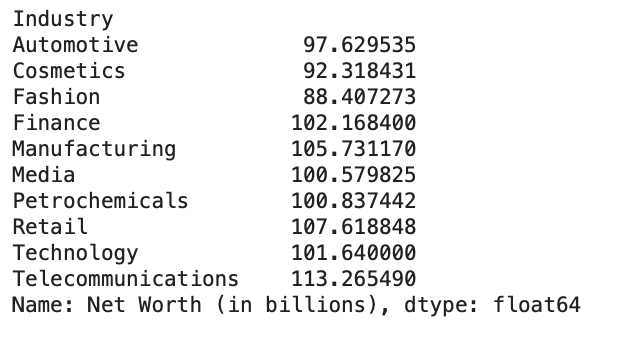 Industry
Automotive 97.629535
Cosmetics 92.318431
Fashion 88.407273
Finance 102.168400
Manufacturing 105.731170
Media 100.579825
Petrochemicals 100.837442
Retail 107.618848
Technology 101.640000
Telecommunications 113.265490
Name: Net Worth (in billions), dtype: float64